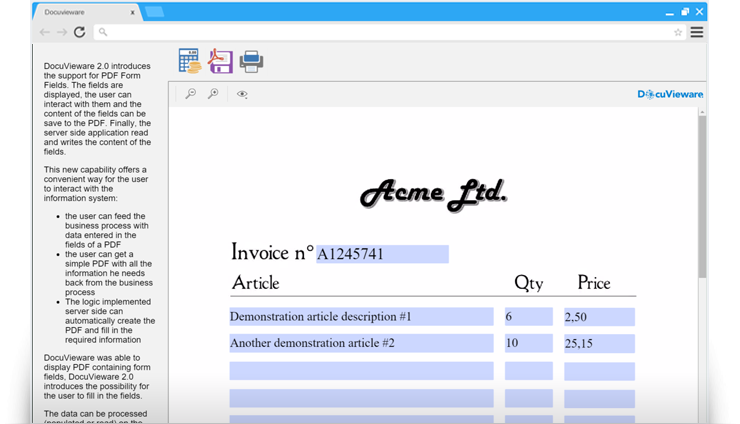 Docuvieware x
DocuVieware 2.0 introduces
the support for PDF Form
Fields. The fields are
displayed, the user can
interact with them and the
content of the fields can be
save to the PDF. Finally, the
server side application read
and writes the content of the
fields.
This new capability offers a
convenient way for the user
to interact with the
information system:
• the user can feed the
business process with
data entered in the
fields of a PDF
• the user can get a
simple PDF with all the
information he needs
back from the business
process
• The logic implemented
server side can
automatically create the
PDF and fill in the
required information
DocuVieware was able to
display PDF containing form
fields, DocuVieware 2.0
introduces the possibility for
the user to fill in the fields.
The data can be processed
(populated or read) on the
DocuVieware
Acme Ltd.
Invoice n° A1245741
Article Qty Price
Demonstration article description #1 6 2,50
Another demonstration article #2 10 25,15